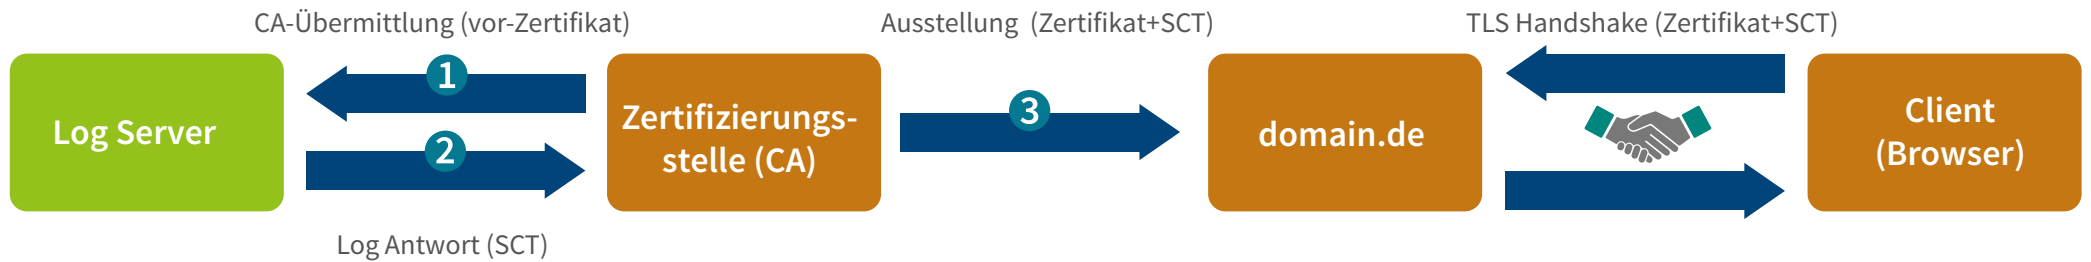 CA-Übermittlung (vor-Zertifikat)
Ausstellung (Zertifikat+SCT)
TLS Handshake (Zertifikat+SCT)
Log Server
1
2
Zertifizierungs-
stelle (CA)
3
domain.de
Client
(Browser)
Log Antwort (SCT)